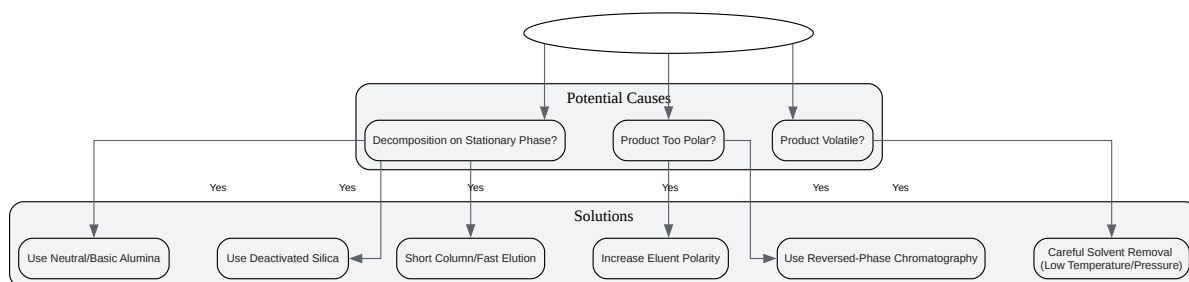 Potential Causes
Decomposition on Stationary Phase?
Product Too Polar?
Product Volatile?
Yes
Yes
Yes
Yes
Yes
Yes
Solutions
Use Neutral/Basic Alumina
Use Deactivated Silica
Short Column/Fast Elution
Increase Eluent Polarity
Use Reversed-Phase Chromatography
Careful Solvent Removal
(Low Temperature/Pressure)